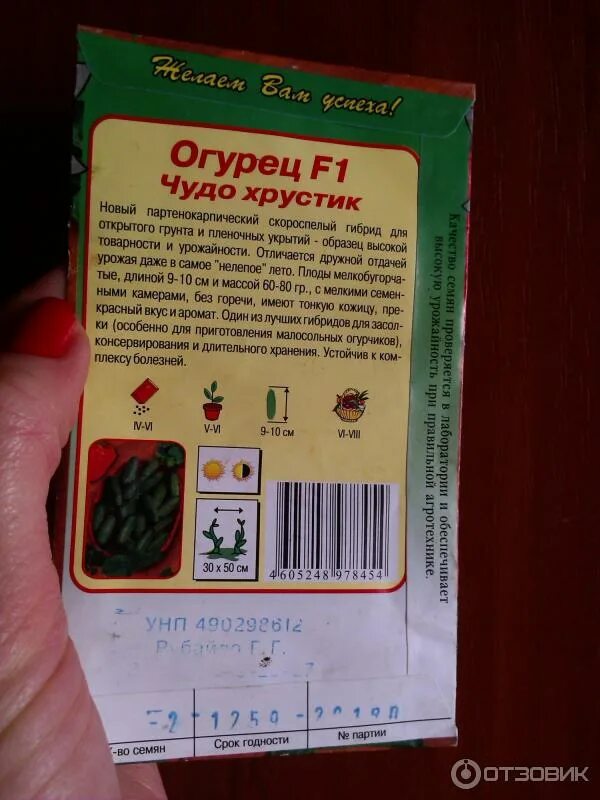 Желаем Вам успеха!
Огурец F1
Чудо хрустик
Новый партенокарпический скороспелый гибрид для
открытого грунта и пленочных укрытий - образец высокой
товарности и урожайности. Отличается дружной отдачей
урожая даже в самое "нелепое" лето. Плоды мелкобугорча-
тые, длиной 9-10 см и массой 60-80 гр., с мелкими семен-
ными камерами, без горечи, имеют тонкую кожицу, пре-
красный вкус и аромат. Один из лучших гибридов для засол-
ки (особенно для приготовления малосольных огурчиков),
консервирования и длительного хранения. Устойчив к ком-
плексу болезней.
IV-VI
V-VI
9-10 см
VI-VIII
30 x 50 см
4 605248 978454
Качество семян проверяется в лаборатории и обеспечивает
высокую урожайность при правильной агротехнике.
УНП 490298612
Г.Г.
-во семян
Срок годности
№ партии
ОТЗОВИК